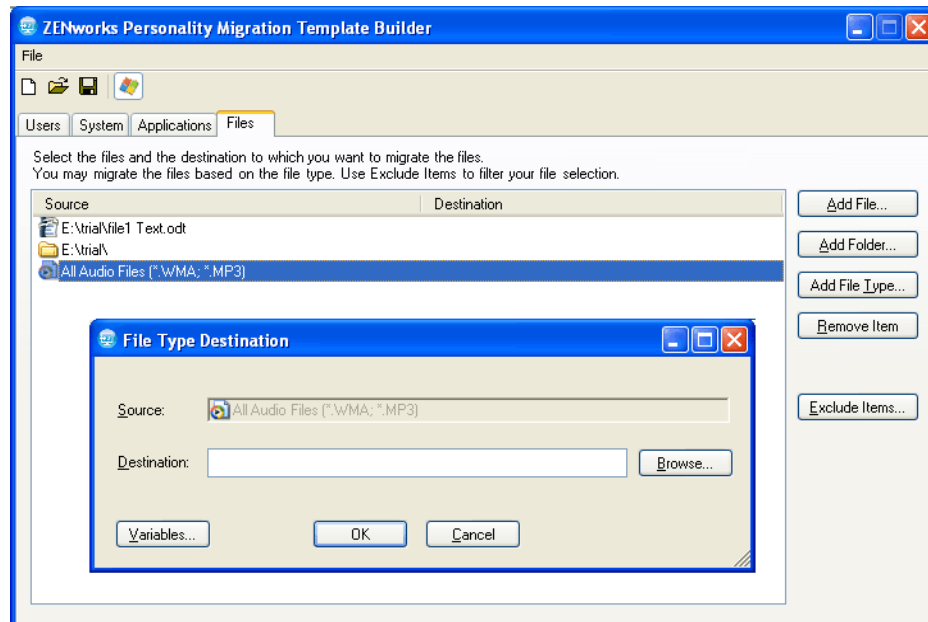 ZENworks Personality Migration Template Builder
File
Users System Applications Files
Select the files and the destination to which you want to migrate the files.
You may migrate the files based on the file type. Use Exclude Items to filter your file selection.
Source Destination
Add File...
E:\trial\file1 Text.odt
E:\trial\
Add Folder...
All Audio Files (*.WMA; *.MP3)
Add File Type...
Remove Item
File Type Destination
Source: All Audio Files (*.WMA; *.MP3)
Exclude Items...
Destination: Browse...
Variables... OK Cancel